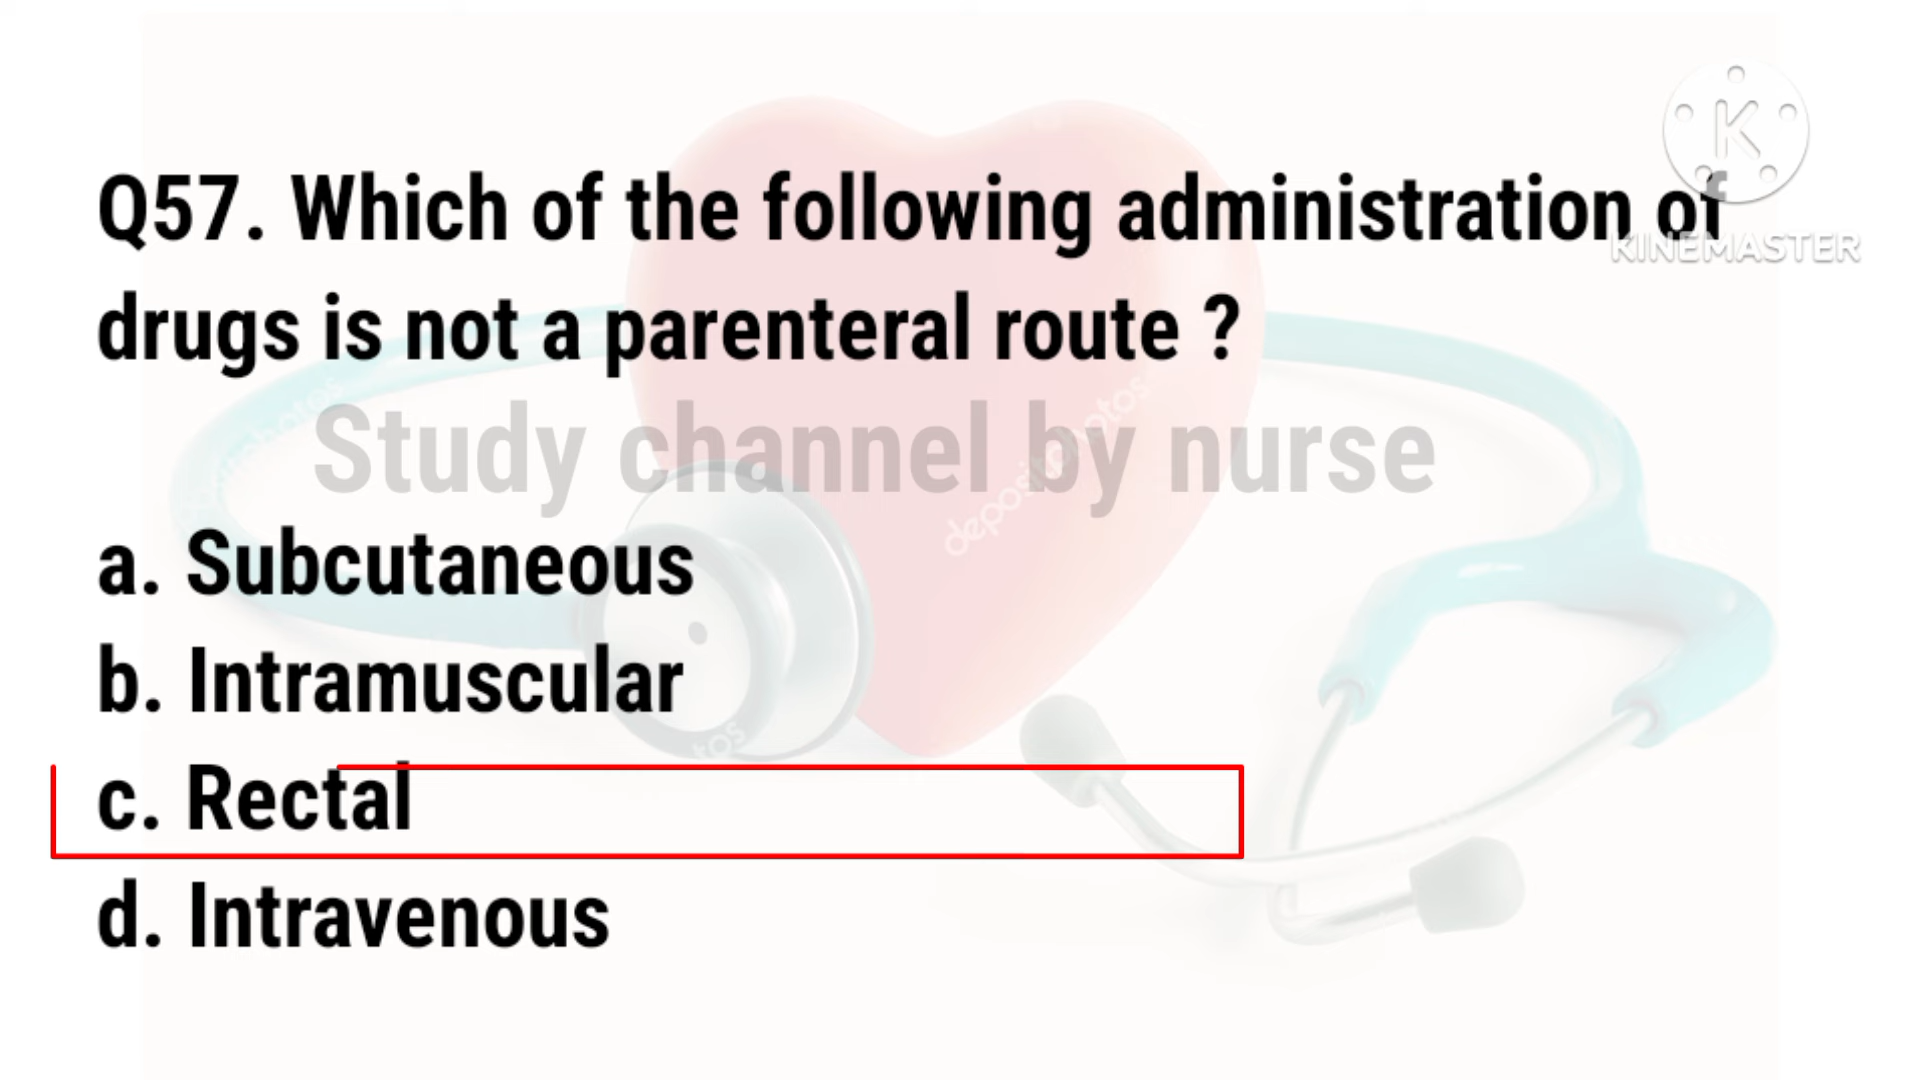 Q57. Which of the following administration of
KINEMASTER
drugs is not a parenteral route ?
Study channel by nurse
depositphotos
a. Subcutaneous
b. Intramuscular
c. Rectal
d. Intravenous